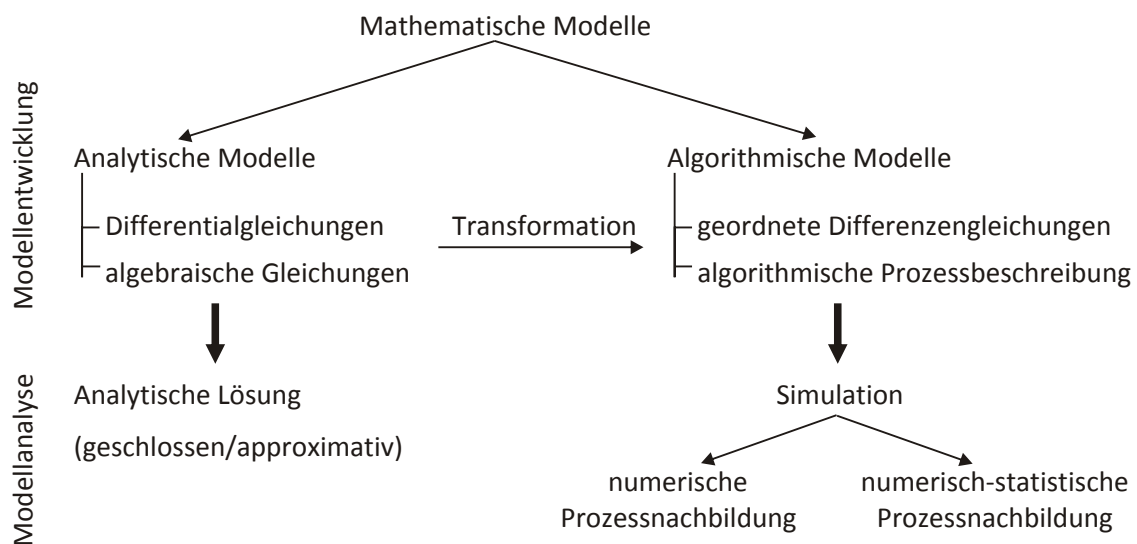 Mathematische Modelle
Modellentwicklung
Analytische Modelle
Differentialgleichungen
algebraische Gleichungen
Transformation
Algorithmische Modelle
geordnete Differenzengleichungen
algorithmische Prozessbeschreibung
Modellanalyse
Analytische Lösung
(geschlossen/approximativ)
Simulation
numerische
Prozessnachbildung
numerisch-statistische
Prozessnachbildung